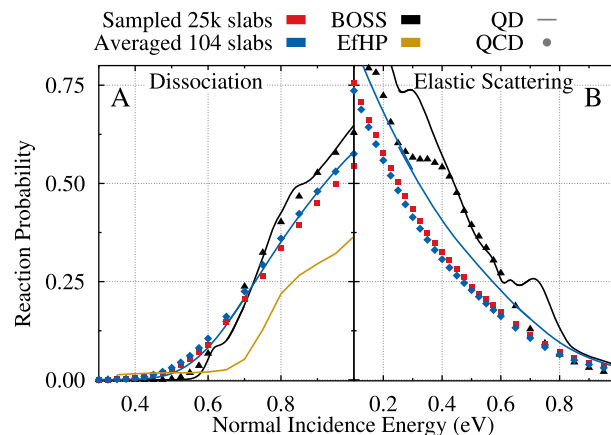 Sampled 25k slabs BOSS QD
Averaged 104 slabs EfHP QCD
Dissociation Elastic Scattering
A B
0.75
0.50
0.25
0.00
Reaction Probability
0.4 0.6 0.8 0.2 0.4 0.6 0.8
Normal Incidence Energy (eV)